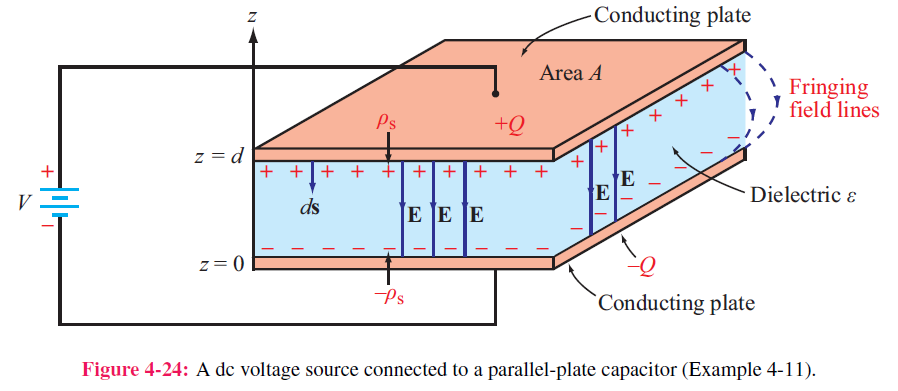 z
Conducting plate
Area A
Fringing
field lines
ρs
+Q
z = d
+ + + + + + + + + +
+ + + + + + +
+
V
–
ds
E E E
E E
Dielectric ε
– – – – – – – – – –
– – – – – – –
z = 0
–Q
–ρs
Conducting plate
Figure 4-24: A dc voltage source connected to a parallel-plate capacitor (Example 4-11).